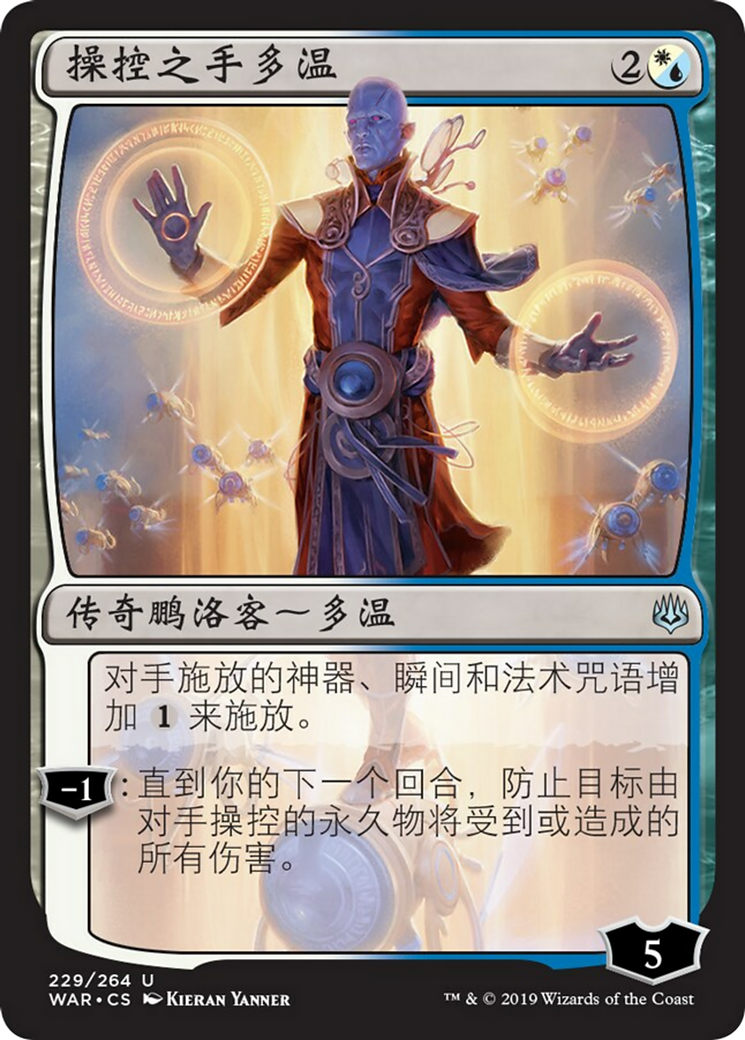 操控之手多温 2
传奇鹏洛客～多温
对手施放的神器、瞬间和法术咒语增
加 1 来施放。
-1 : 直到你的下一个回合，防止目标由
对手操控的永久物将受到或造成的
所有伤害。
5
229/264 U
WAR • CS Kieran Yanner
™ & © 2019 Wizards of the Coast